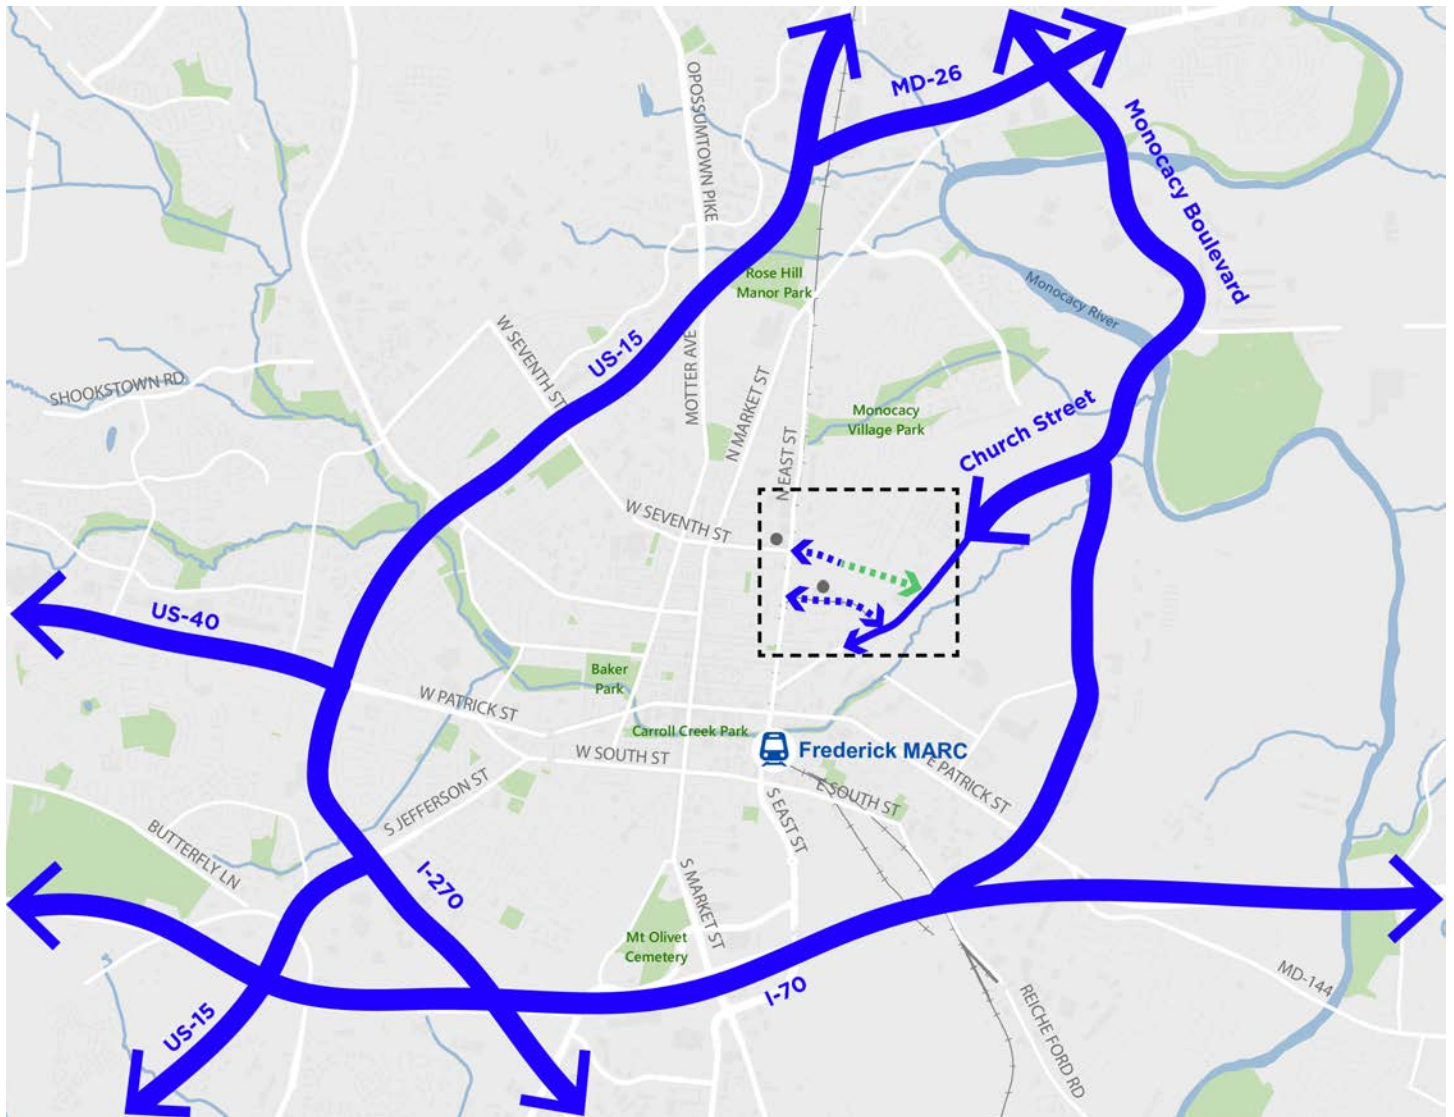 MD-26
OPOSSUMTOWN PIKE
Monocacy Boulevard
Rose Hill
Manor Park
Monocacy River
W SEVENTH ST
US-15
MOTTER AVE
SHOOKSTOWN RD
N MARKET ST
Monocacy
Village Park
Church Street
N EAST ST
W SEVENTH ST
US-40
Baker
Park
W PATRICK ST
Carroll Creek Park
W SOUTH ST
Frederick MARC
E PATRICK ST
E SOUTH ST
S JEFFERSON ST
S EAST ST
BUTTERFLY LN
I-270
S MARKET ST
Mt Olivet
Cemetery
MD-144
I-70
US-15
REICHE FORD RD